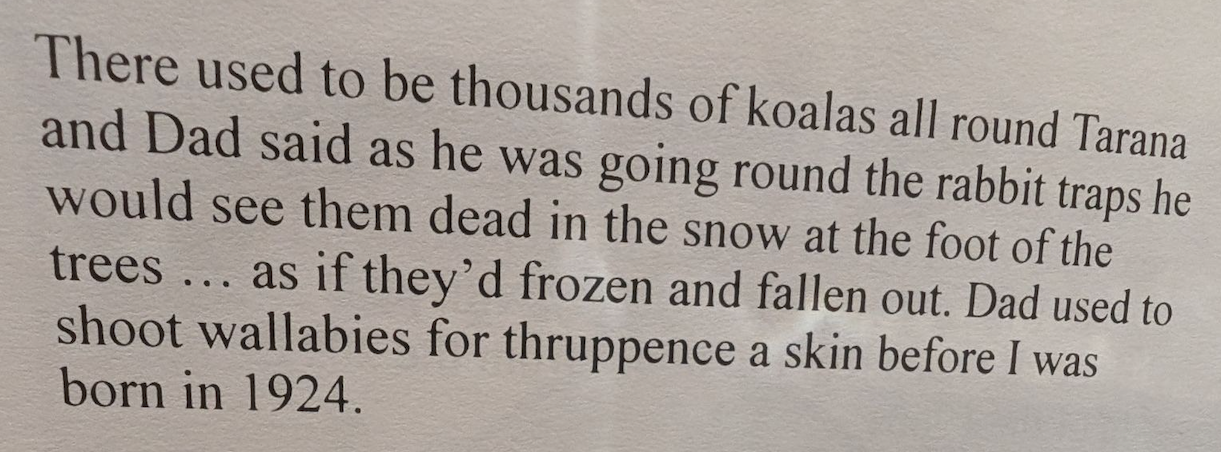 There used to be thousands of koalas all round Tarana
and Dad said as he was going round the rabbit traps he
would see them dead in the snow at the foot of the
trees ... as if they’d frozen and fallen out. Dad used to
shoot wallabies for thruppence a skin before I was
born in 1924.